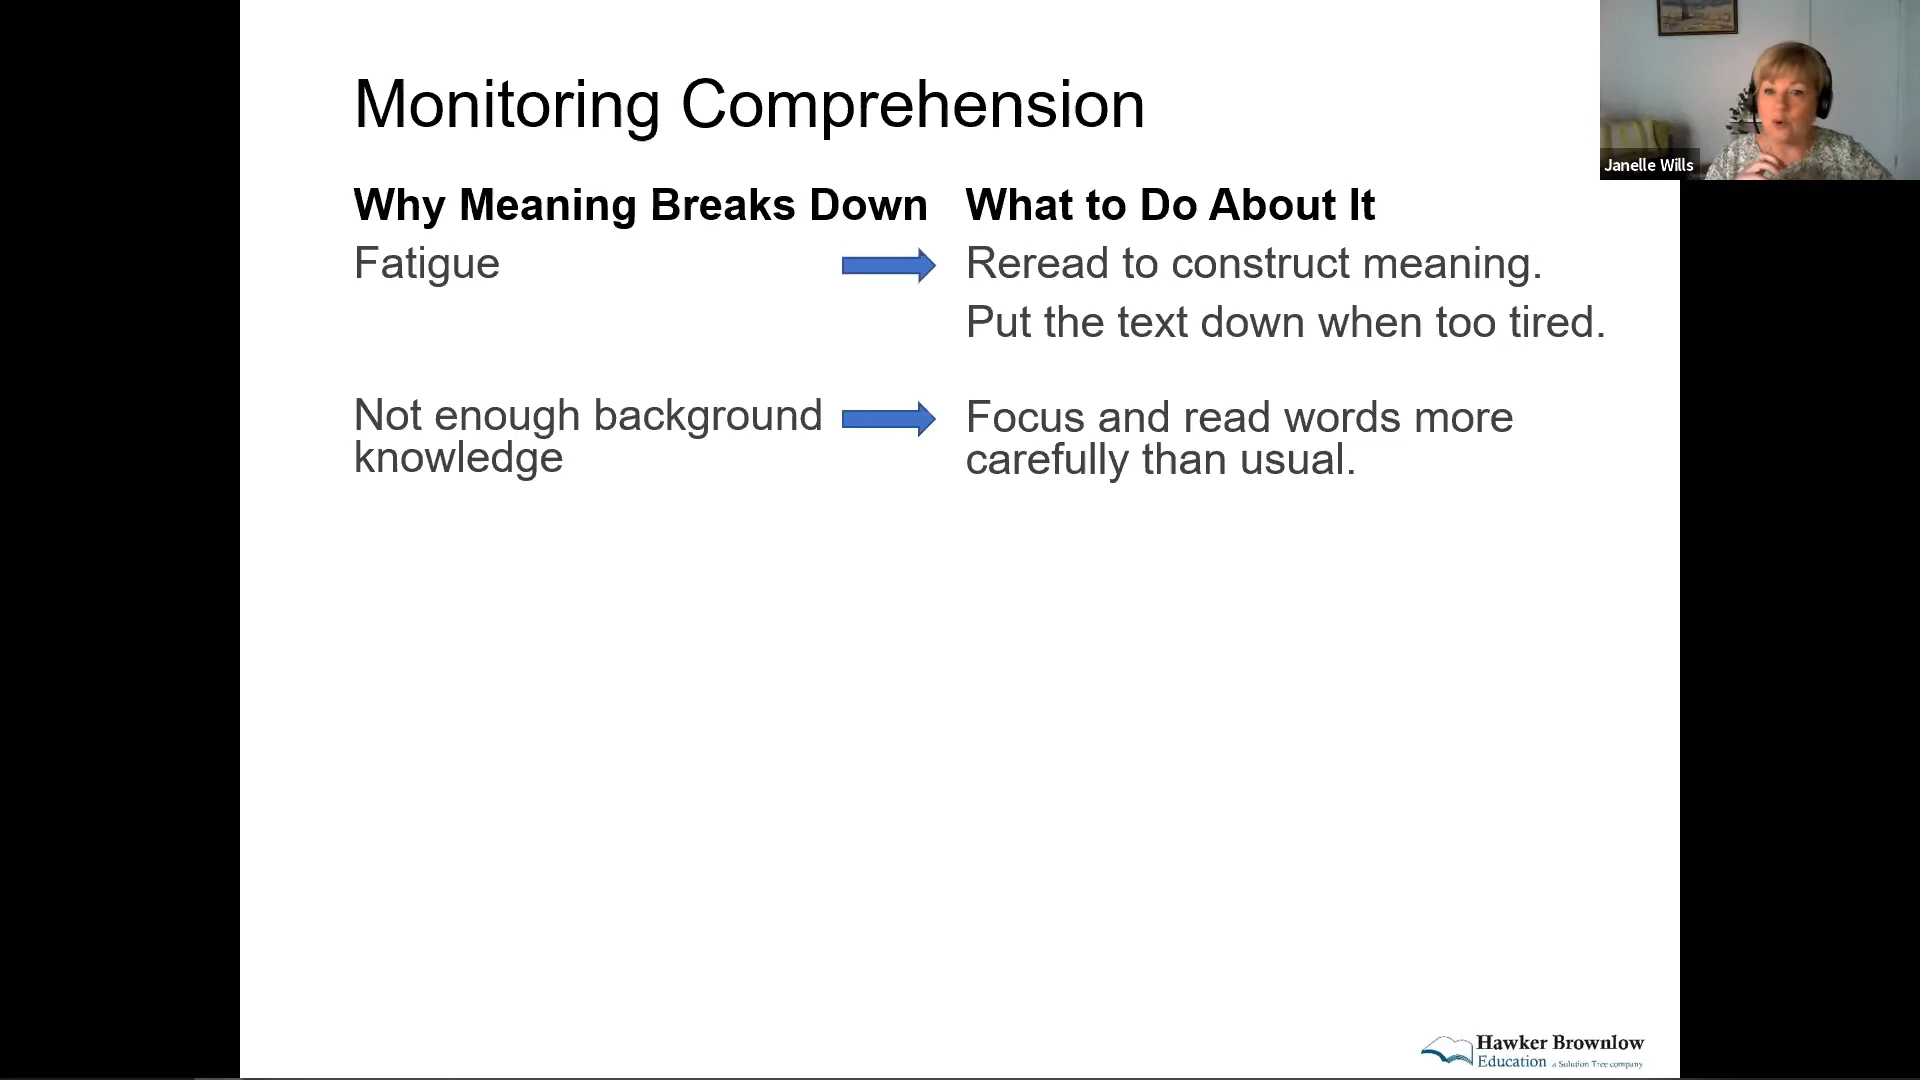 Monitoring Comprehension
Janelle Wills
Why Meaning Breaks Down
What to Do About It
Fatigue
Reread to construct meaning.
Put the text down when too tired.
Not enough background
knowledge
Focus and read words more
carefully than usual.
Hawker Brownlow
Education a Solution Tree company